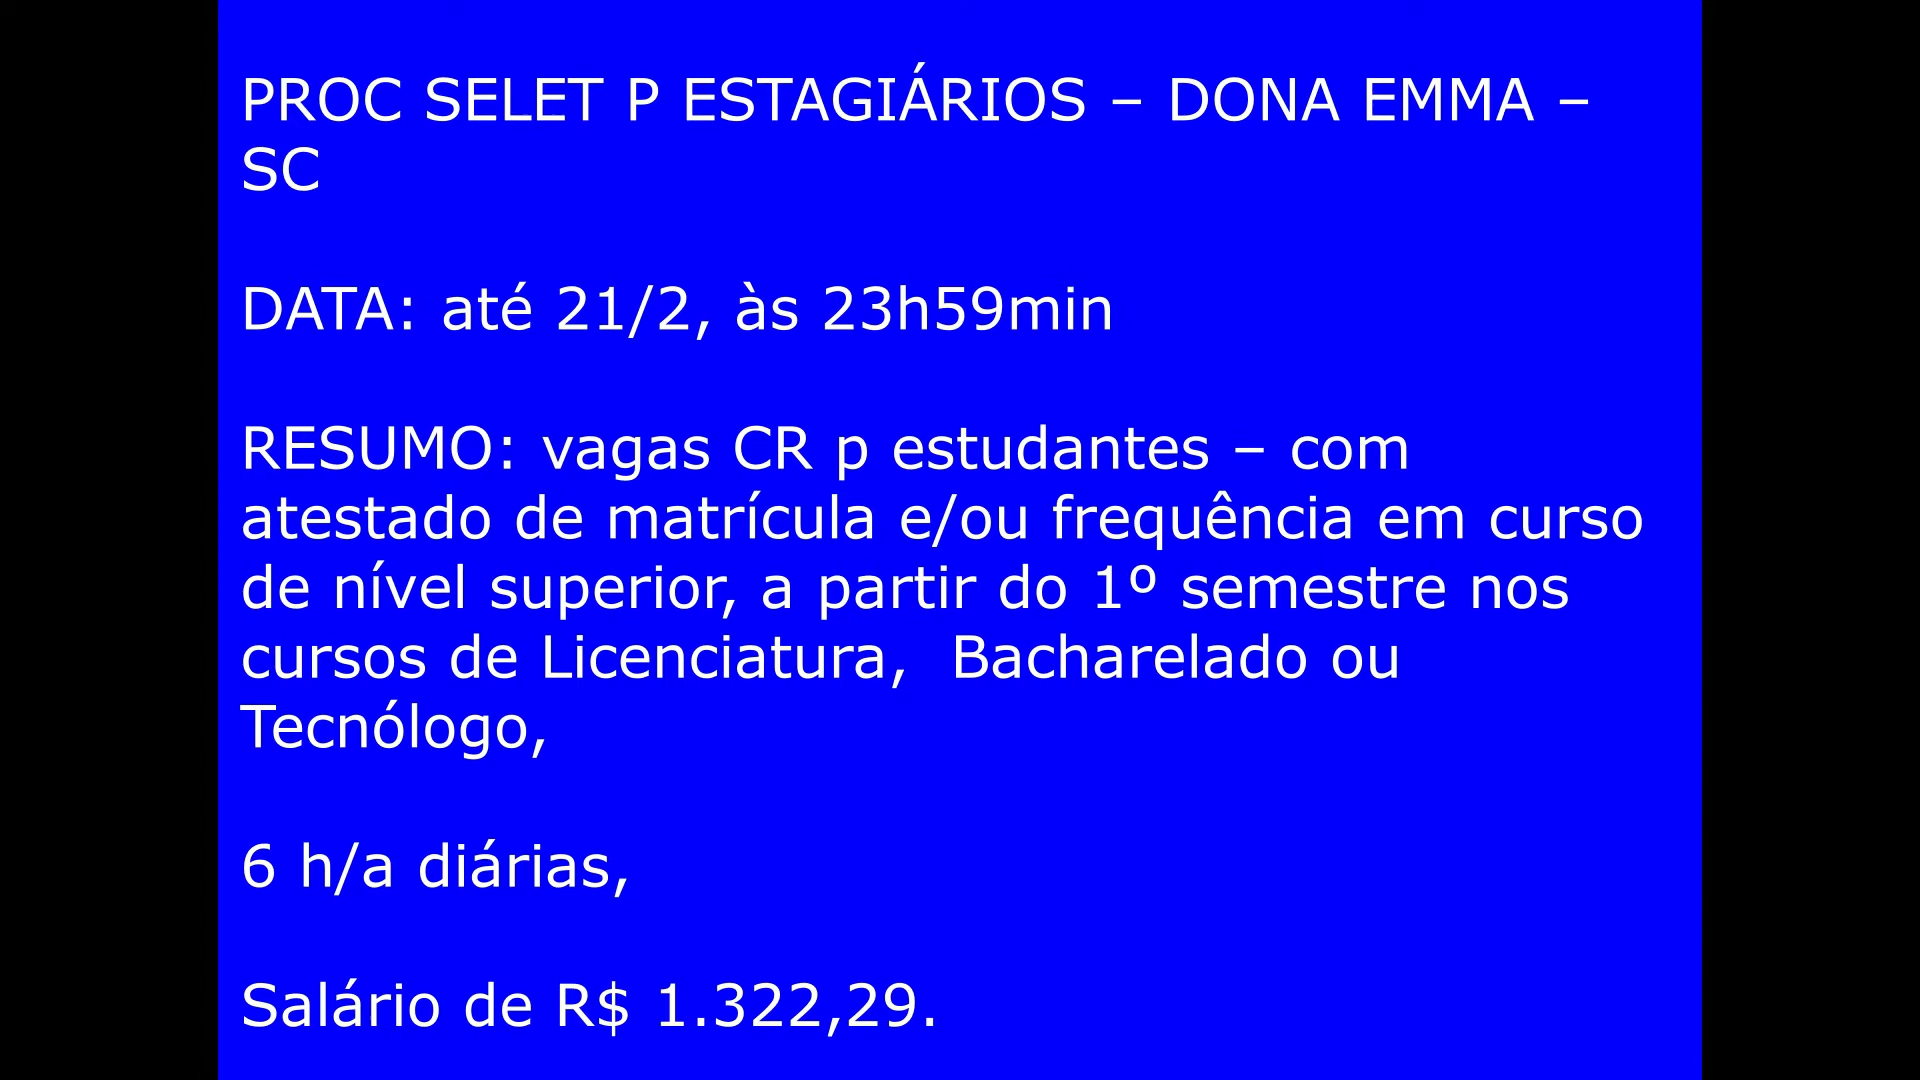 PROC SELET P ESTAGIÁRIOS – DONA EMMA –
SC
DATA: até 21/2, às 23h59min
RESUMO: vagas CR p estudantes – com
atestado de matrícula e/ou frequência em curso
de nível superior, a partir do 1º semestre nos
cursos de Licenciatura,  Bacharelado ou
Tecnólogo,
6 h/a diárias,
Salário de R$ 1.322,29.